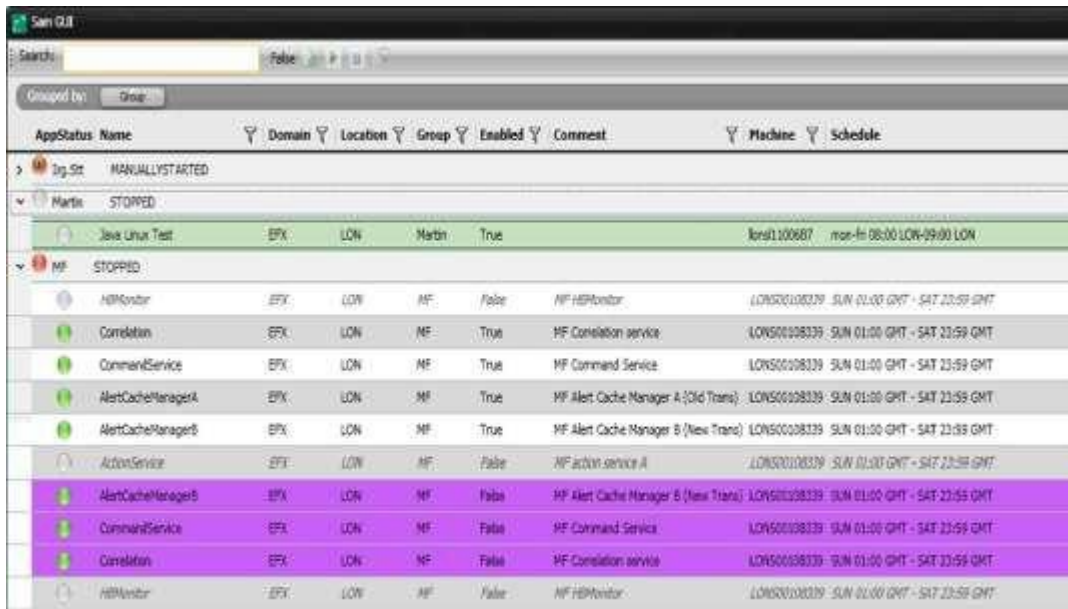 Sam GUI
Search: False
Grouped by: Group
AppStatus Name Domain Location Group Enabled Comment Machine Schedule
MANUALLYSTARTED
Martin STOPPED
Java Linux Test EFX LON Martin True mon-fri 08:00 LON-09:00 LON
MF STOPPED
HBMonitor EFX LON MF False MF HBMonitor LONS00108339 SUN 01:00 GMT - SAT 23:59 GMT
Correlation EFX LON MF True MF Correlation service LONS00108339 SUN 01:00 GMT - SAT 23:59 GMT
CommandService EFX LON MF True MF Command Service LONS00108339 SUN 01:00 GMT - SAT 23:59 GMT
AlertCacheManagerA EFX LON MF True MF Alert Cache Manager A (Old Trans) LONS00108339 SUN 01:00 GMT - SAT 23:59 GMT
AlertCacheManagerB EFX LON MF True MF Alert Cache Manager B (New Trans) LONS00108339 SUN 01:00 GMT - SAT 23:59 GMT
ActionService EFX LON MF False MF action service A LONS00108339 SUN 01:00 GMT - SAT 23:59 GMT
AlertCacheManagerB EFX LON MF False MF Alert Cache Manager B (New Trans) LONS00108339 SUN 01:00 GMT - SAT 23:59 GMT
CommandService EFX LON MF False MF Command Service LONS00108339 SUN 01:00 GMT - SAT 23:59 GMT
Correlation EFX LON MF False MF Correlation service LONS00108339 SUN 01:00 GMT - SAT 23:59 GMT
HBMonitor EFX LON MF False MF HBMonitor LONS00108339 SUN 01:00 GMT - SAT 23:59 GMT